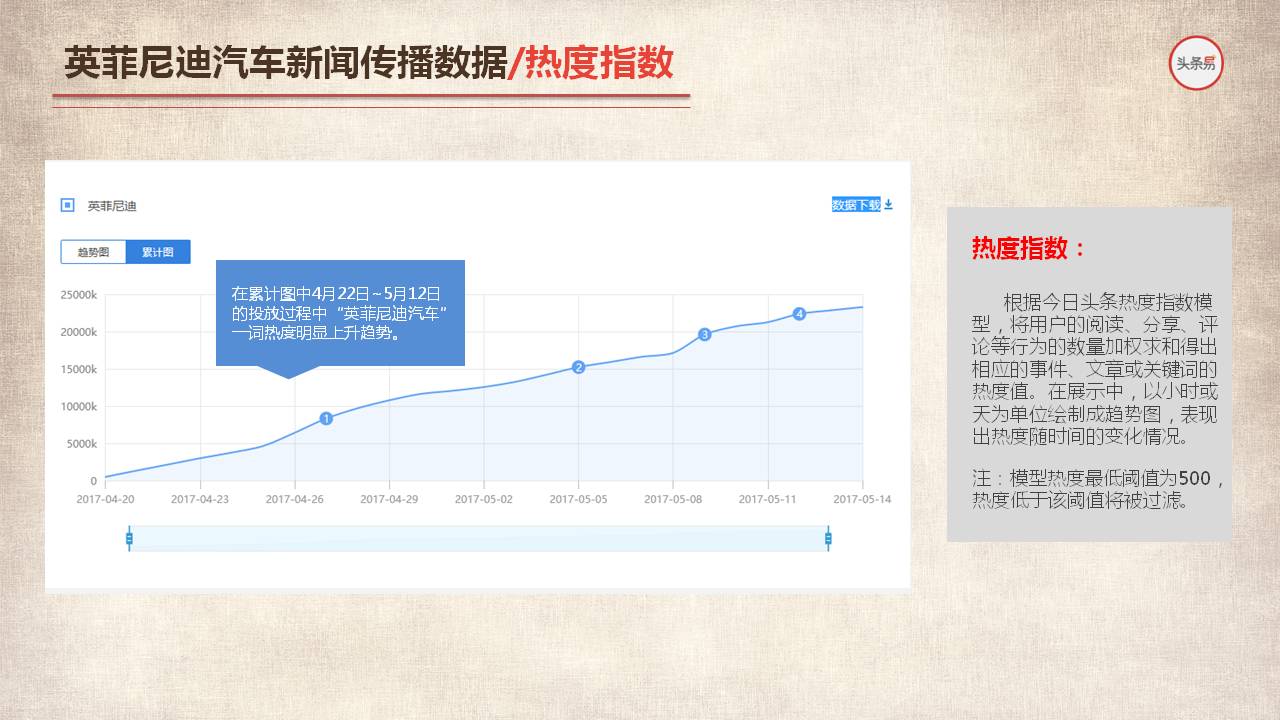 英菲尼迪汽车新闻传播数据/热度指数
头条易
英菲尼迪
数据下载
趋势图 累计图
在累计图中4月22日~5月12日
的投放过程中“英菲尼迪汽车”
一词热度明显上升趋势。
25000k
20000k
15000k
10000k
5000k
0
1
2
3
4
2017-04-20 2017-04-23 2017-04-26 2017-04-29 2017-05-02 2017-05-05 2017-05-08 2017-05-11 2017-05-14
热度指数：
根据今日头条热度指数模
型，将用户的阅读、分享、评
论等行为的数量加权求和得出
相应的事件、文章或关键词的
热度值。在展示中，以小时或
天为单位绘制成趋势图，表现
出热度随时间的变化情况。
注：模型热度最低阈值为500，
热度低于该阈值将被过滤。